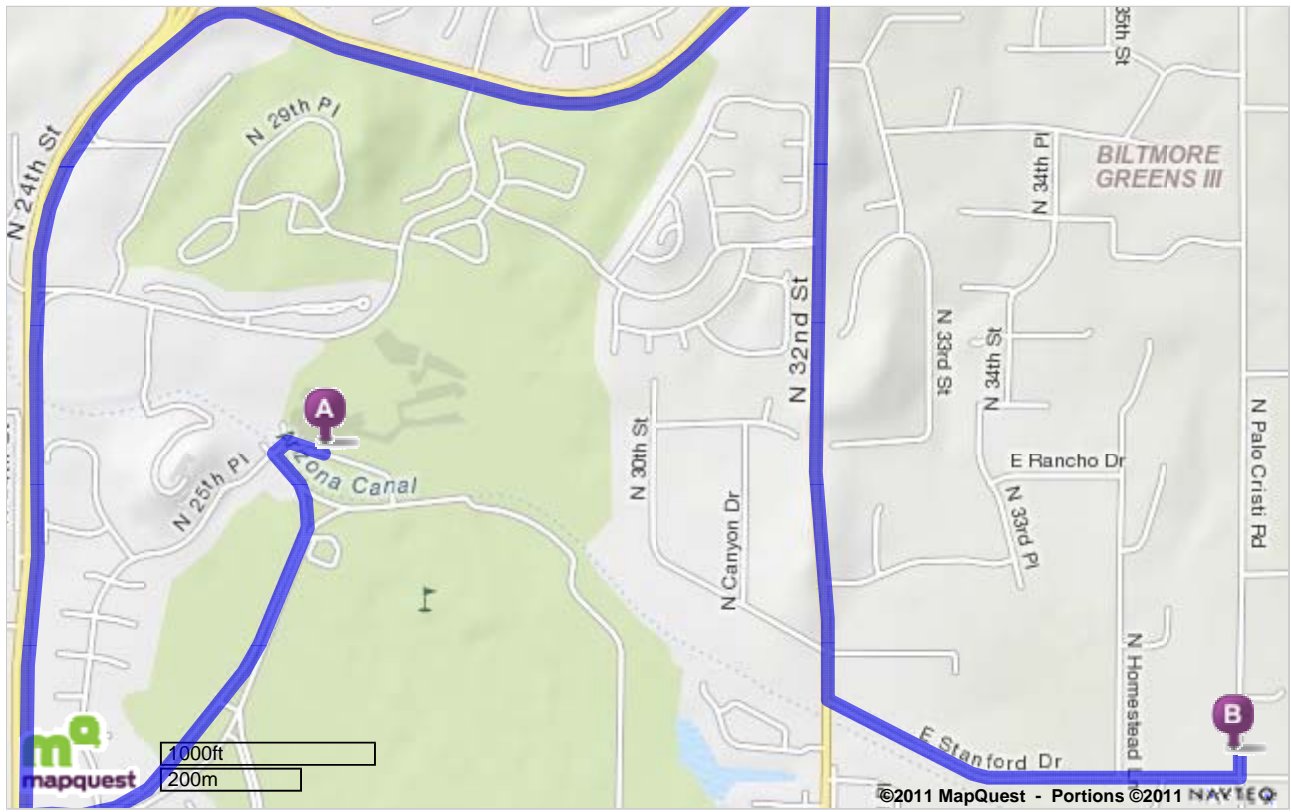 35th St
N 29th Pl
N 24th St
BILTMORE
GREENS III
N 34th Pl
N 32nd St
N 33rd St
N 34th St
A
N Palo Cristi Rd
N 30th St
E Rancho Dr
N 25th Pl
Canal
N Canyon Dr
N 33rd Pl
N Homestead
B
E Stanford Dr
mQ
mapquest
1000ft
200m
©2011 MapQuest - Portions ©2011 NAVTEQ